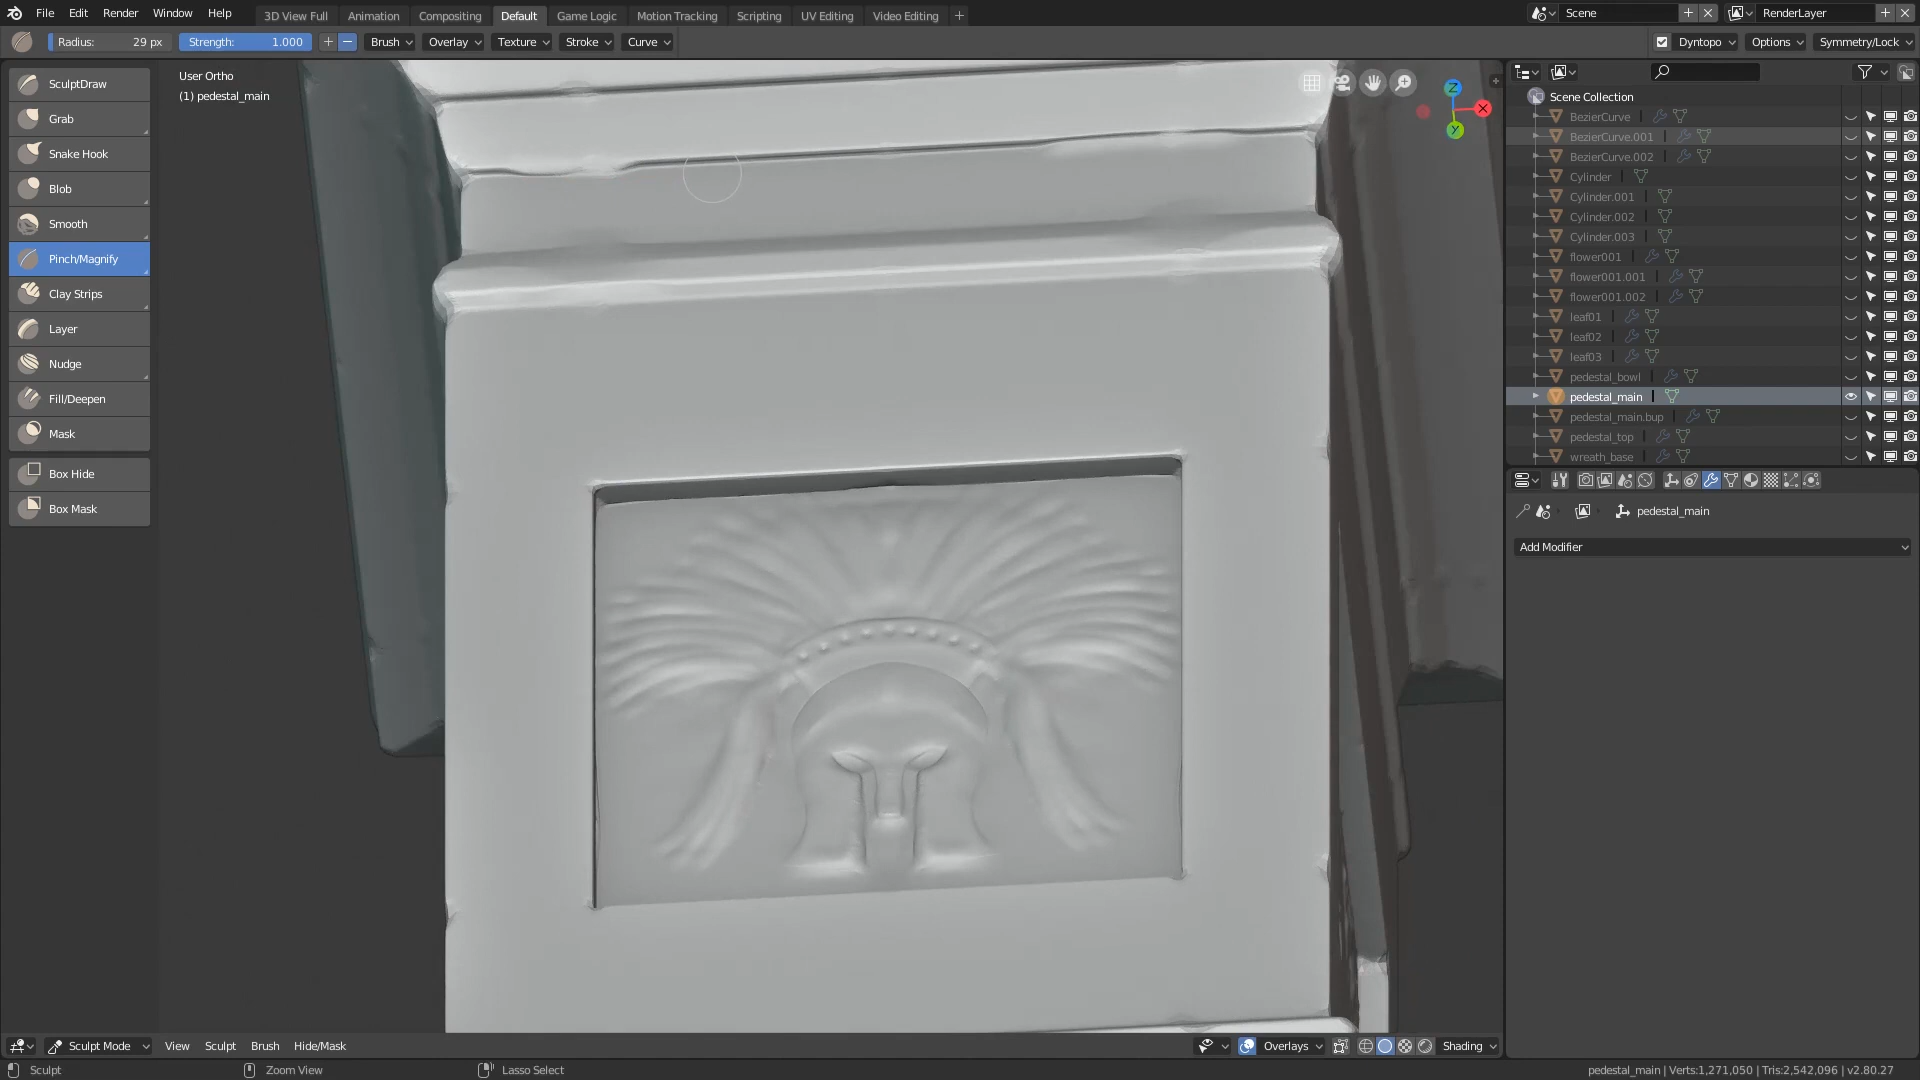 File Edit Render Window Help 3D View Full Animation Compositing Default Game Logic Motion Tracking Scripting UV Editing Video Editing Scene RenderLayer
Radius: 29 px Strength: 1.000 Brush Overlay Texture Stroke Curve Dyntopo Options Symmetry/Lock
SculptDraw
Grab
Snake Hook
Blob
Smooth
Pinch/Magnify
Clay Strips
Layer
Nudge
Fill/Deepen
Mask
Box Hide
Box Mask
User Ortho
(1) pedestal_main
Z
X
Y
Scene Collection
BezierCurve
BezierCurve.001
BezierCurve.002
Cylinder
Cylinder.001
Cylinder.002
Cylinder.003
flower001
flower001.001
flower001.002
leaf01
leaf02
leaf03
pedestal_bowl
pedestal_main
pedestal_main.bup
pedestal_top
wreath_base
pedestal_main
Add Modifier
Sculpt Mode View Sculpt Brush Hide/Mask Overlays Shading
Sculpt Zoom View Lasso Select pedestal_main | Verts:1,271,050 | Tris:2,542,096 | v2.80.27